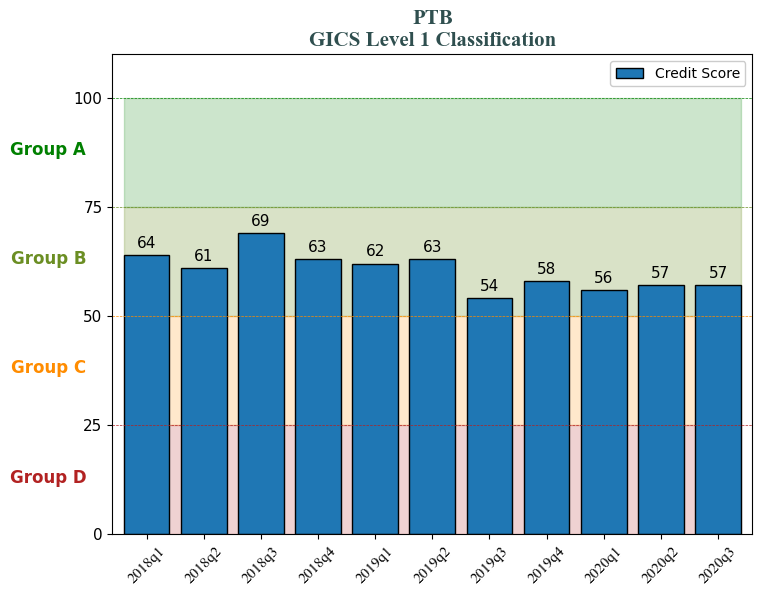 PTB
GICS Level 1 Classification
Credit Score
100
Group A
75
69
64
63
63
62
61
Group B
58
57
57
56
54
50
Group C
25
Group D
0
2018q1
2018q2
2018q3
2018q4
2019q1
2019q2
2019q3
2019q4
2020q1
2020q2
2020q3